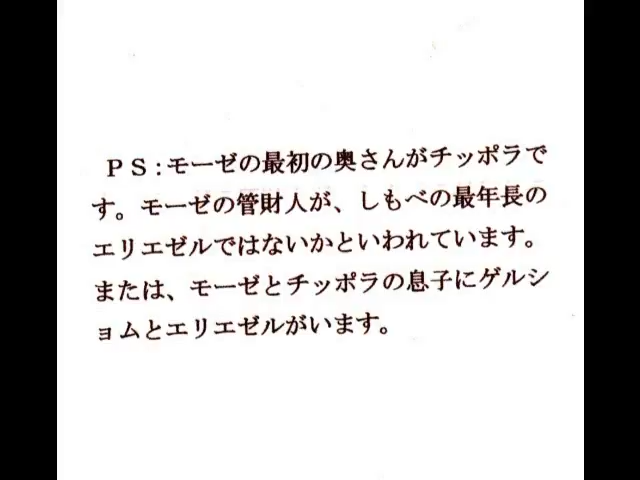 ＰＳ:モーゼの最初の奥さんがチッポラで
す。モーゼの管財人が、しもべの最年長の
エリエゼルではないかといわれています。
または、モーゼとチッポラの息子にゲルシ
ョムとエリエゼルがいます。